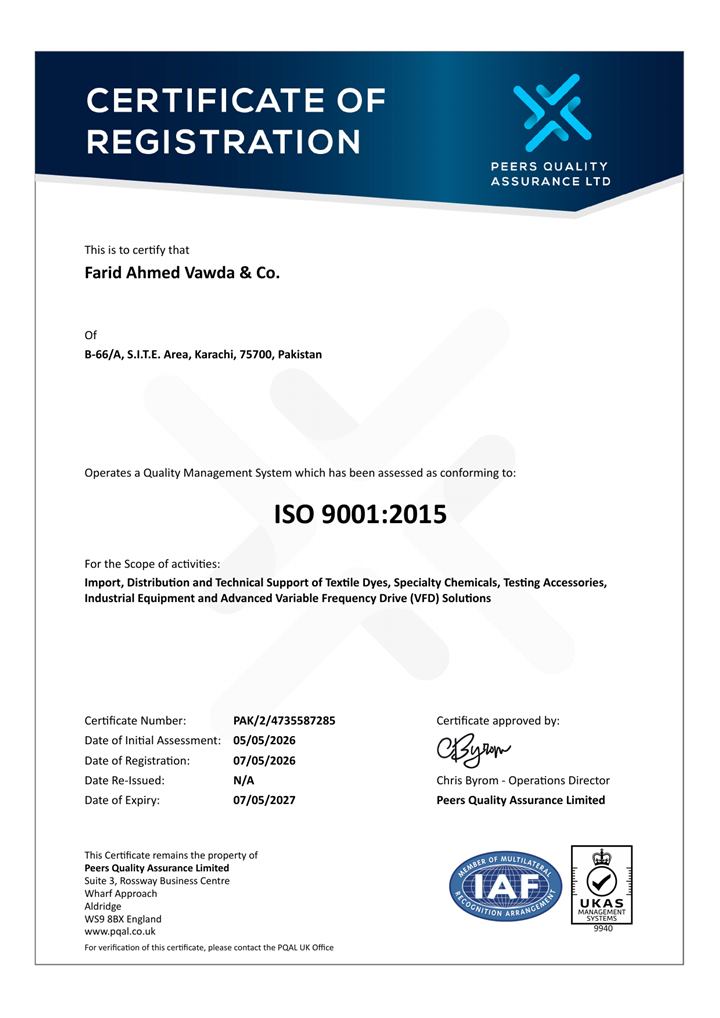 CERTIFICATE OF
REGISTRATION
PEERS QUALITY
ASSURANCE LTD
This is to certify that
Farid Ahmed Vawda & Co.
Of
B-66/A, S.I.T.E. Area, Karachi, 75700, Pakistan
Operates a Quality Management System which has been assessed as conforming to:
ISO 9001:2015
For the Scope of activities:
Import, Distribution and Technical Support of Textile Dyes, Specialty Chemicals, Testing Accessories,
Industrial Equipment and Advanced Variable Frequency Drive (VFD) Solutions
Certificate Number: PAK/2/4735587285
Date of Initial Assessment: 05/05/2026
Date of Registration: 07/05/2026
Date Re-Issued: N/A
Date of Expiry: 07/05/2027
Certificate approved by:
CByrom
Chris Byrom - Operations Director
Peers Quality Assurance Limited
This Certificate remains the property of
Peers Quality Assurance Limited
Suite 3, Rossway Business Centre
Wharf Approach
Aldridge
WS9 8BX England
www.pqal.co.uk
For verification of this certificate, please contact the PQAL UK Office
MEMBER OF MULTILATERAL
IAF
RECOGNITION ARRANGEMENT
UKAS
MANAGEMENT
SYSTEMS
9940